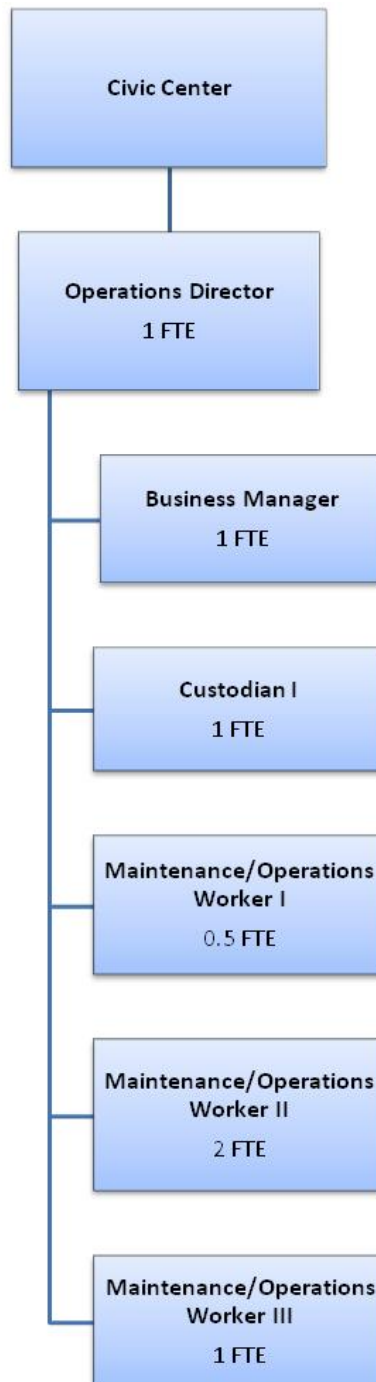 Civic Center
Operations Director
1 FTE
Business Manager
1 FTE
Custodian I
1 FTE
Maintenance/Operations
Worker I
0.5 FTE
Maintenance/Operations
Worker II
2 FTE
Maintenance/Operations
Worker III
1 FTE